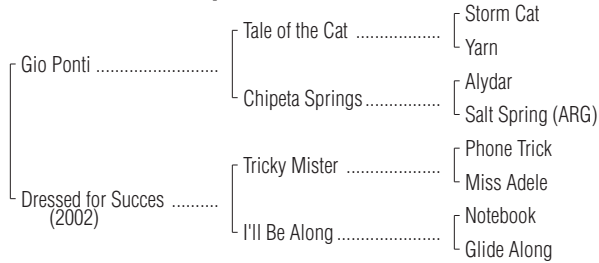 Storm Cat
Tale of the Cat ..................
Yarn
Gio Ponti ..........................
Alydar
Chipeta Springs...............
Salt Spring (ARG)
Phone Trick
Tricky Mister ....................
Miss Adele
Dressed for Succes ..........
(2002)
Notebook
I'll Be Along......................
Glide Along